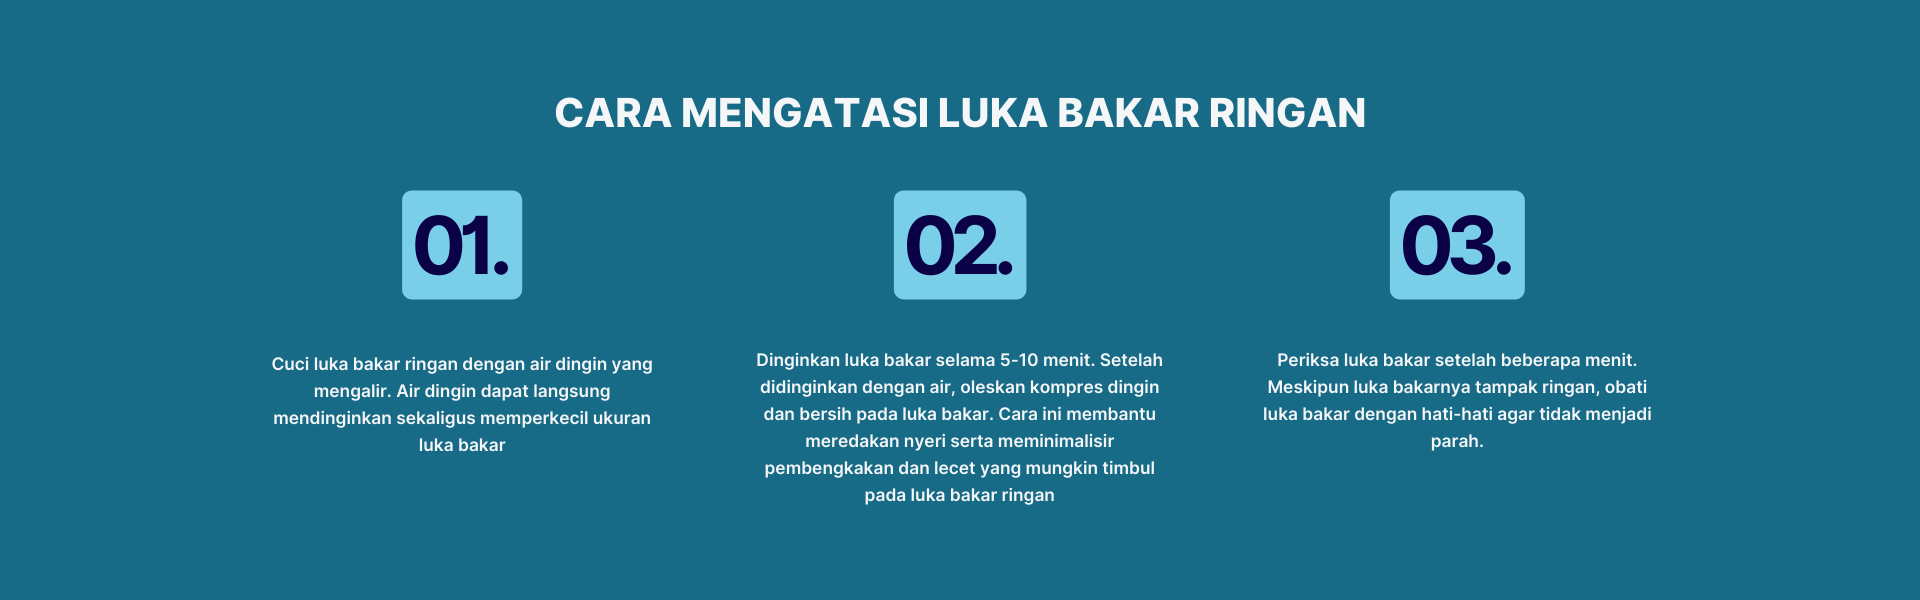 CARA MENGATASI LUKA BAKAR RINGAN
01.
Cuci luka bakar ringan dengan air dingin yang
mengalir. Air dingin dapat langsung
mendinginkan sekaligus memperkecil ukuran
luka bakar
02.
Dinginkan luka bakar selama 5-10 menit. Setelah
didinginkan dengan air, oleskan kompres dingin
dan bersih pada luka bakar. Cara ini membantu
meredakan nyeri serta meminimalisir
pembengkakan dan lecet yang mungkin timbul
pada luka bakar ringan
03.
Periksa luka bakar setelah beberapa menit.
Meskipun luka bakarnya tampak ringan, obati
luka bakar dengan hati-hati agar tidak menjadi
parah.